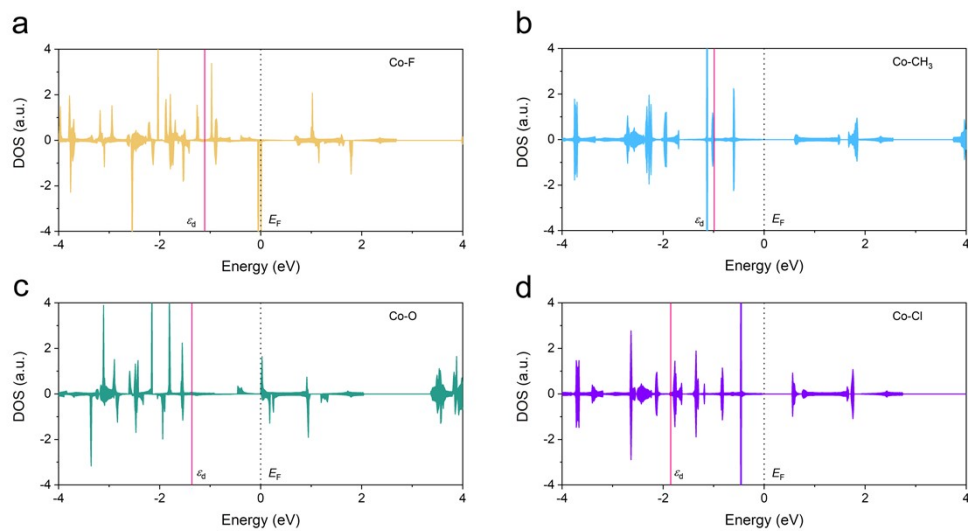 a
4
2
0
-2
-4
DOS (a.u.)
Co-F
εd
EF
-4 -2 0 2 4
Energy (eV)
b
4
2
0
-2
-4
DOS (a.u.)
Co-CH₃
εd
EF
-4 -2 0 2 4
Energy (eV)
c
4
2
0
-2
-4
DOS (a.u.)
Co-O
εd
EF
-4 -2 0 2 4
Energy (eV)
d
4
2
0
-2
-4
DOS (a.u.)
Co-Cl
εd
EF
-4 -2 0 2 4
Energy (eV)